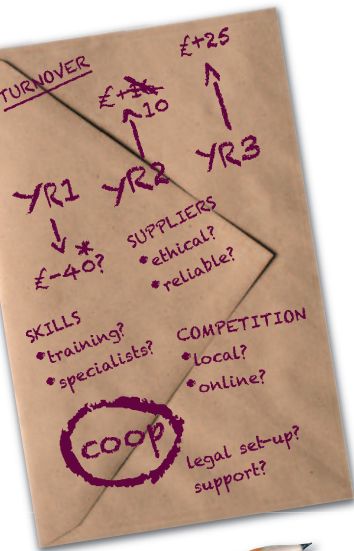 TURNOVER
£+25
£+
10
YR1
YR2
YR3
£-40?*
SUPPLIERS
•ethical?
•reliable?
SKILLS
•training?
•specialists?
COMPETITION
•local?
•online?
coop
legal set-up?
support?